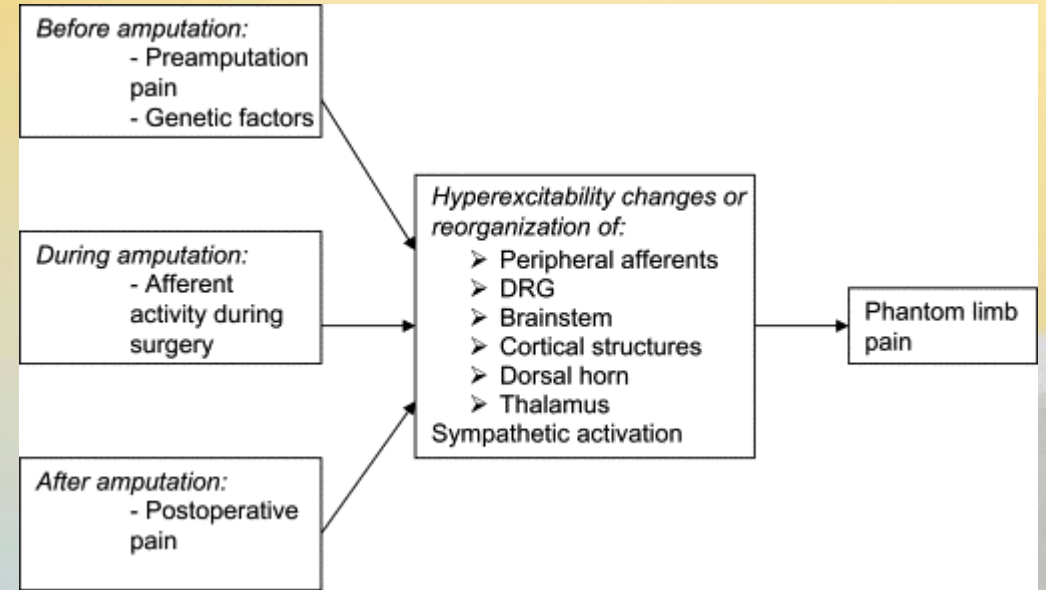 Before amputation:
- Preamputation
pain
- Genetic factors
During amputation:
- Afferent
activity during
surgery
After amputation:
- Postoperative
pain
Hyperexcitability changes or
reorganization of:
➢ Peripheral afferents
➢ DRG
➢ Brainstem
➢ Cortical structures
➢ Dorsal horn
➢ Thalamus
Sympathetic activation
Phantom limb
pain